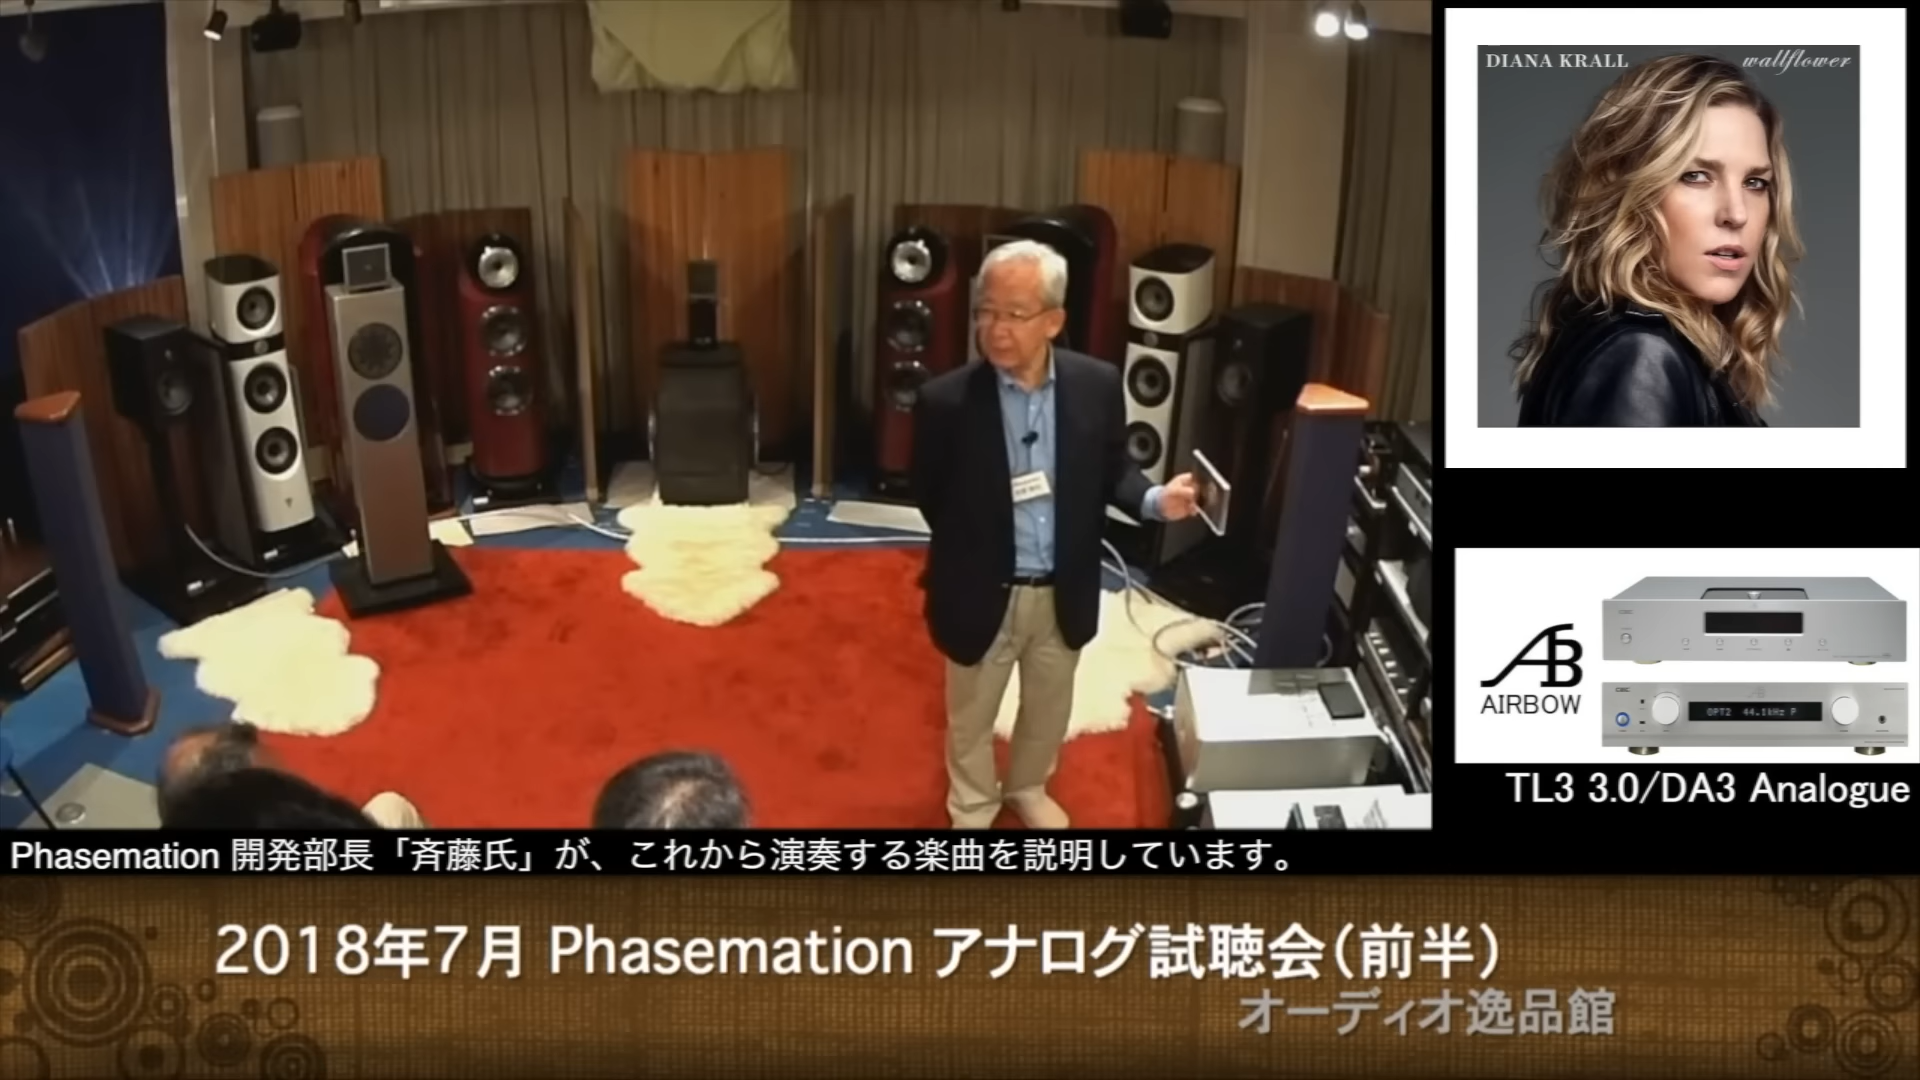 DIANA KRALL
wallflower
AIRBOW
OPT2 44.1kHz P
TL3 3.0/DA3 Analogue
Phasemation 開発部長「斉藤氏」が、これから演奏する楽曲を説明しています。
2018年7月 Phasemation アナログ試聴会（前半）
オーディオ逸品館